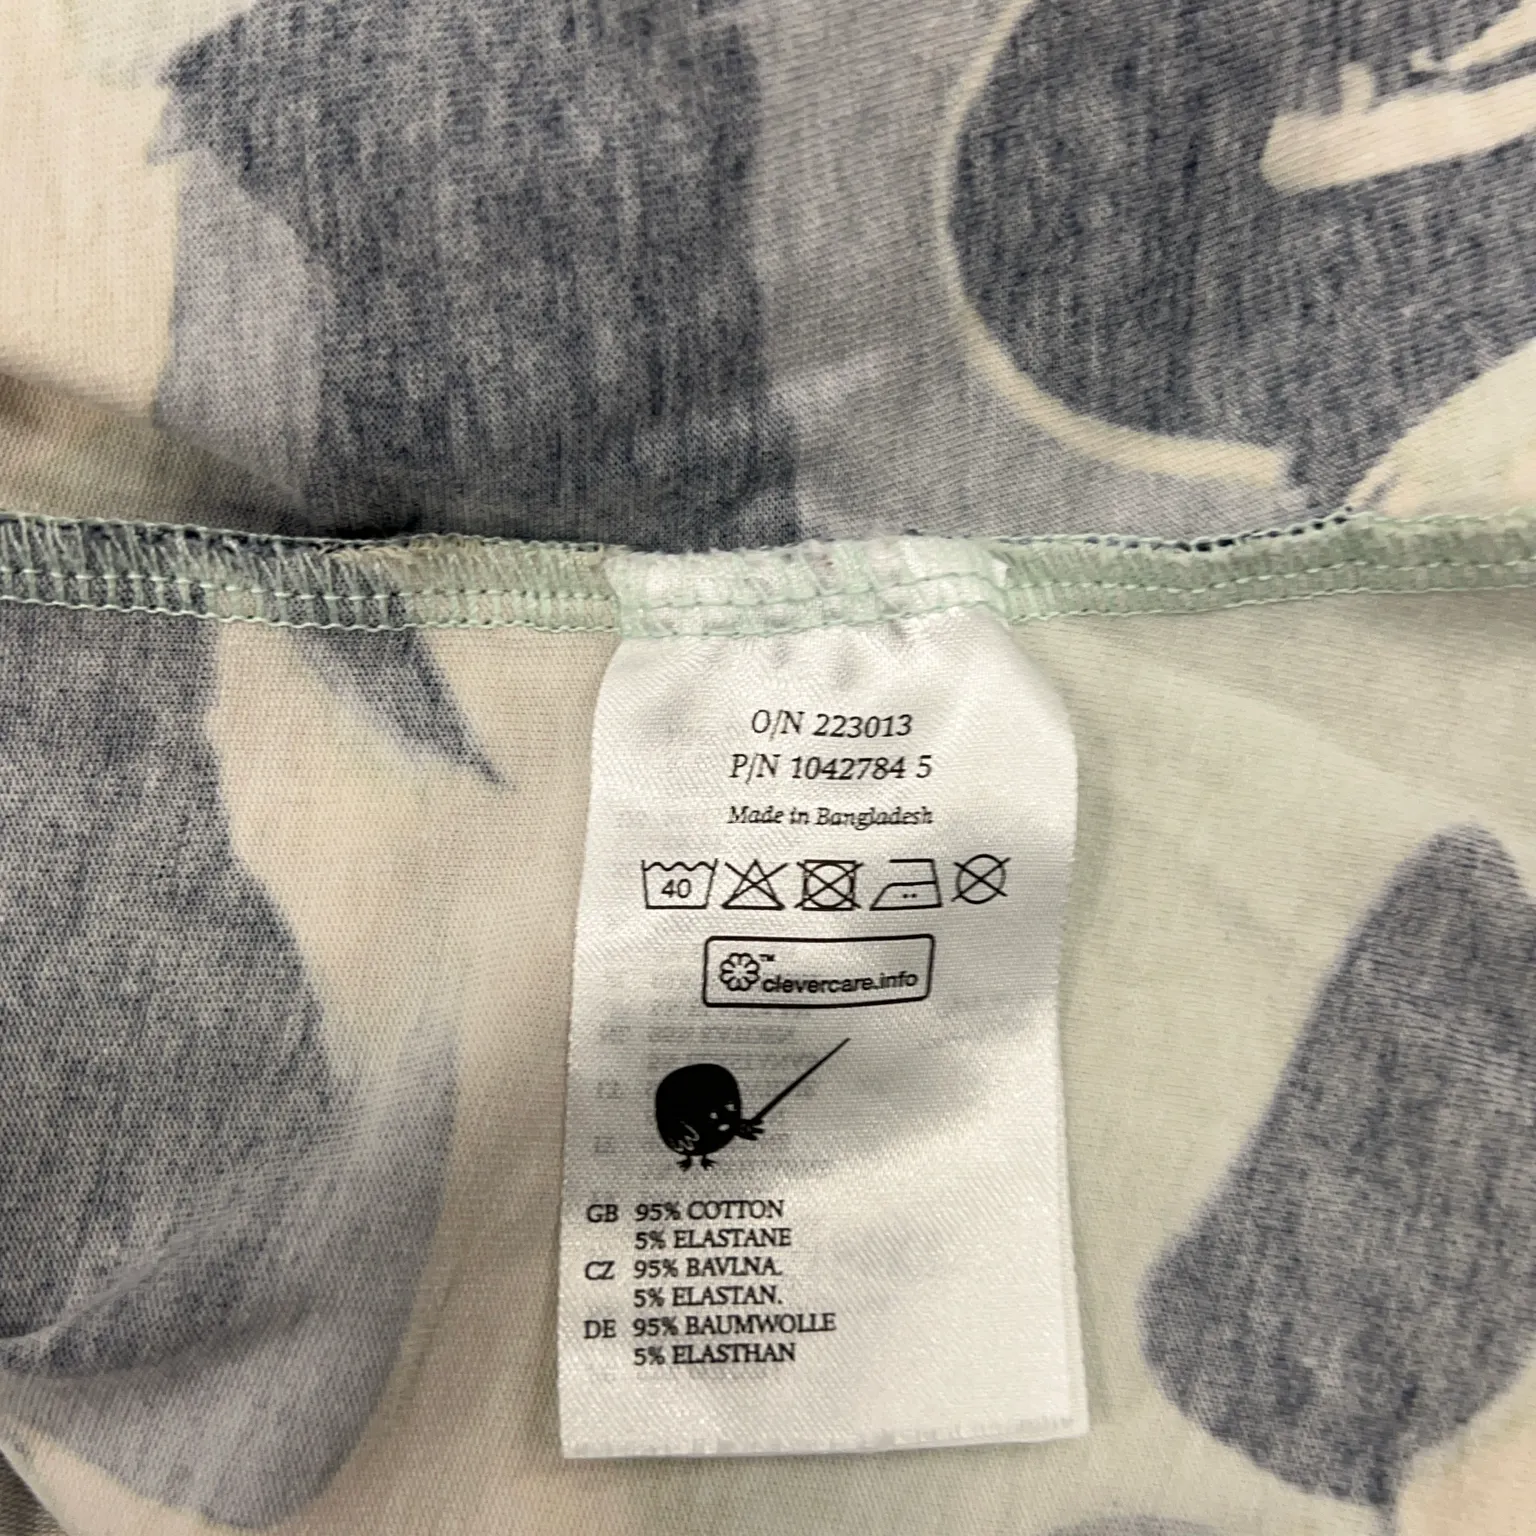 O/N 223013
P/N 1042784 5
Made in Bangladesh
40
™
clevercare.info
GB 95% COTTON
5% ELASTANE
CZ 95% BAVLNA.
5% ELASTAN.
DE 95% BAUMWOLLE
5% ELASTHAN